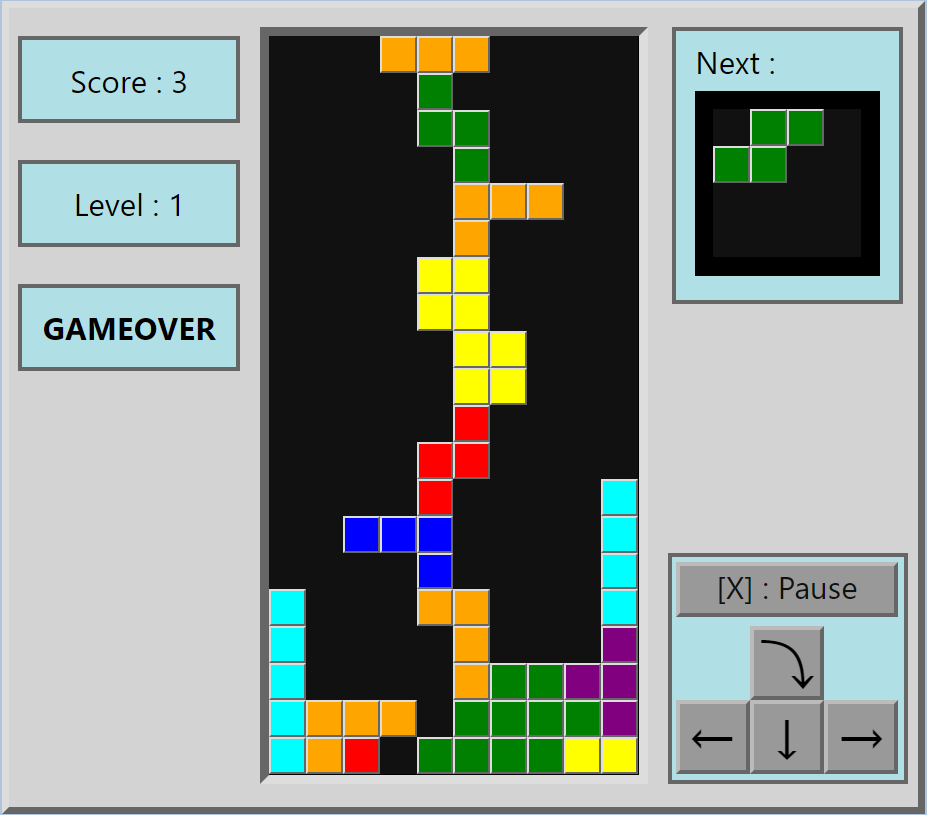 Score : 3
Level : 1
GAMEOVER
Next :
[X] : Pause